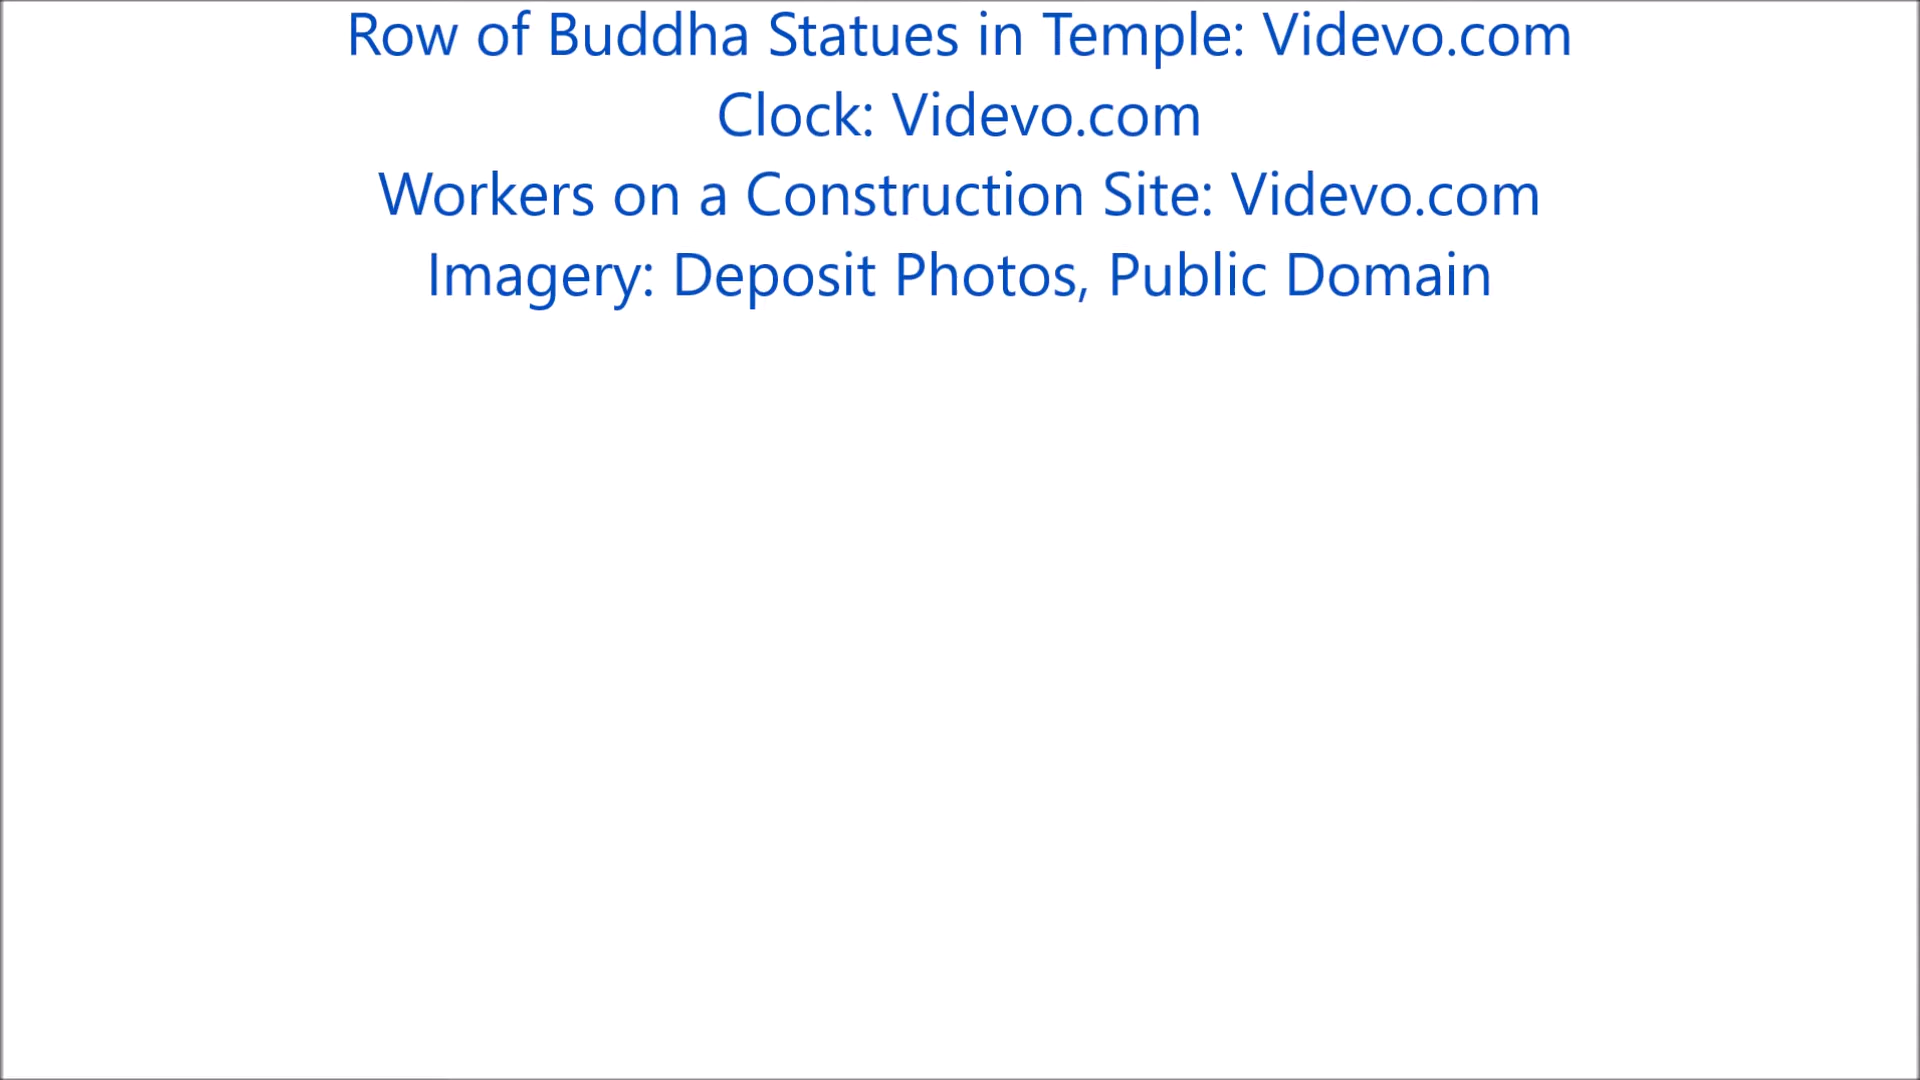 Row of Buddha Statues in Temple: Videvo.com
Clock: Videvo.com
Workers on a Construction Site: Videvo.com
Imagery: Deposit Photos, Public Domain